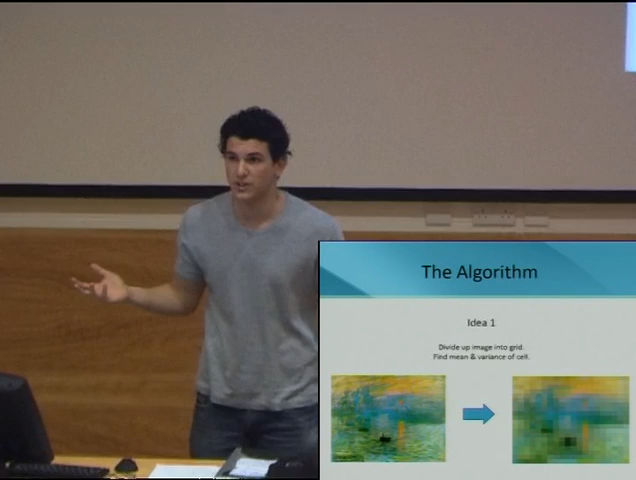 The Algorithm
Idea 1
Divide up image into grid.
Find mean & variance of cell.